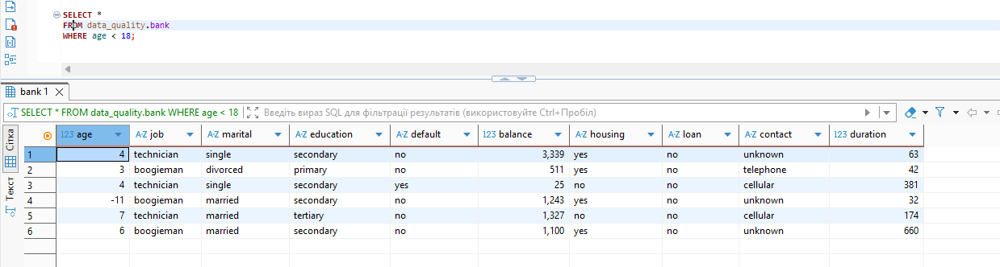 SELECT *
FROM data_quality.bank
WHERE age < 18;
bank 1
SELECT * FROM data_quality.bank WHERE age < 18 Введіть вираз SQL для фільтрації результатів (використовуйте Ctrl+Пробіл)
Сітка
Текст
123 age A-Z job A-Z marital A-Z education A-Z default 123 balance A-Z housing A-Z loan A-Z contact 123 duration
1 4 technician single secondary no 3,339 yes no unknown 63
2 3 boogieman divorced primary no 511 yes no telephone 42
3 4 technician single secondary yes 25 no no cellular 381
4 -11 boogieman married secondary no 1,243 yes no unknown 32
5 7 technician married tertiary no 1,327 no no cellular 174
6 6 boogieman married secondary no 1,100 yes no unknown 660